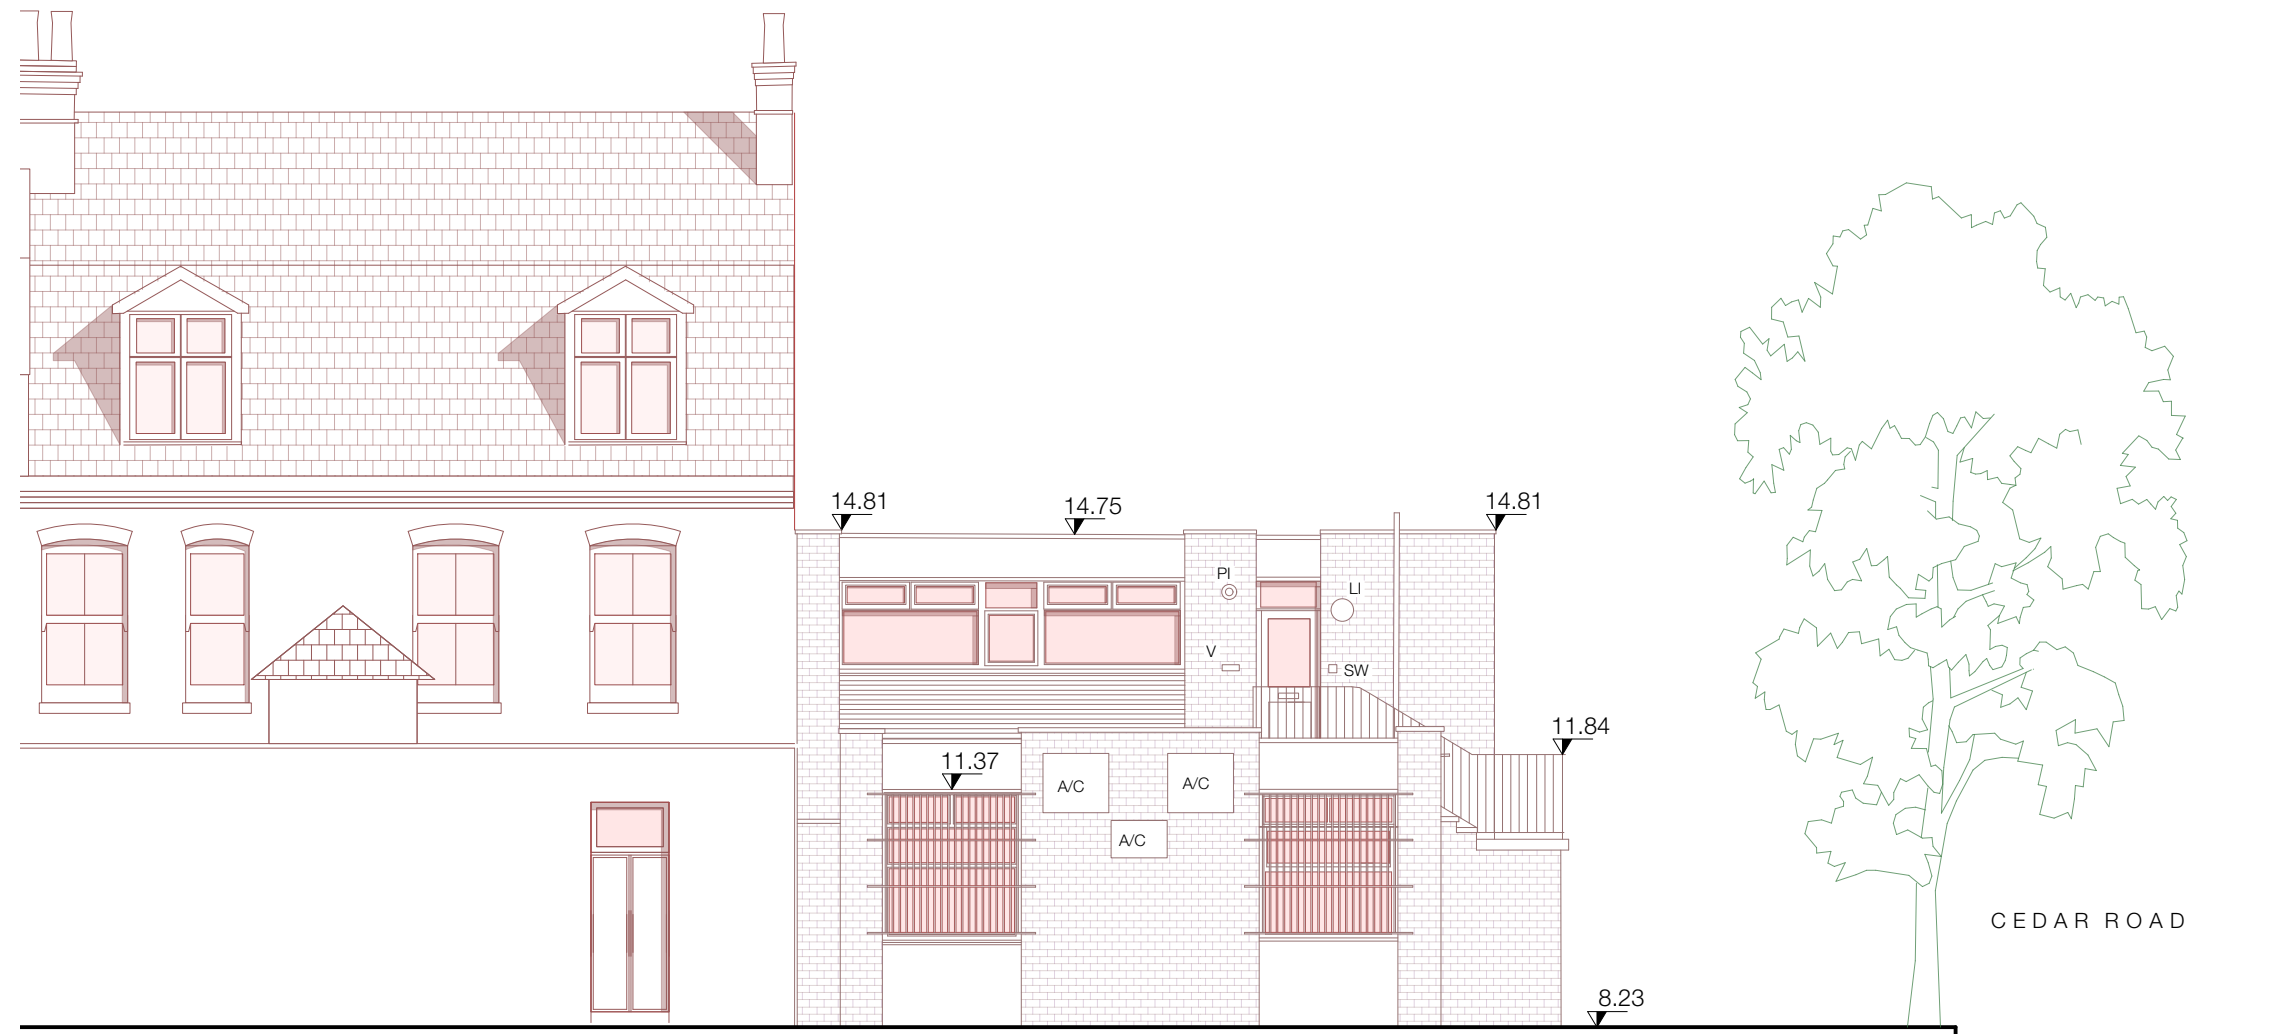 14.81
14.75
14.81
PI
LI
V
SW
11.84
11.37
A/C
A/C
A/C
CEDAR ROAD
8.23